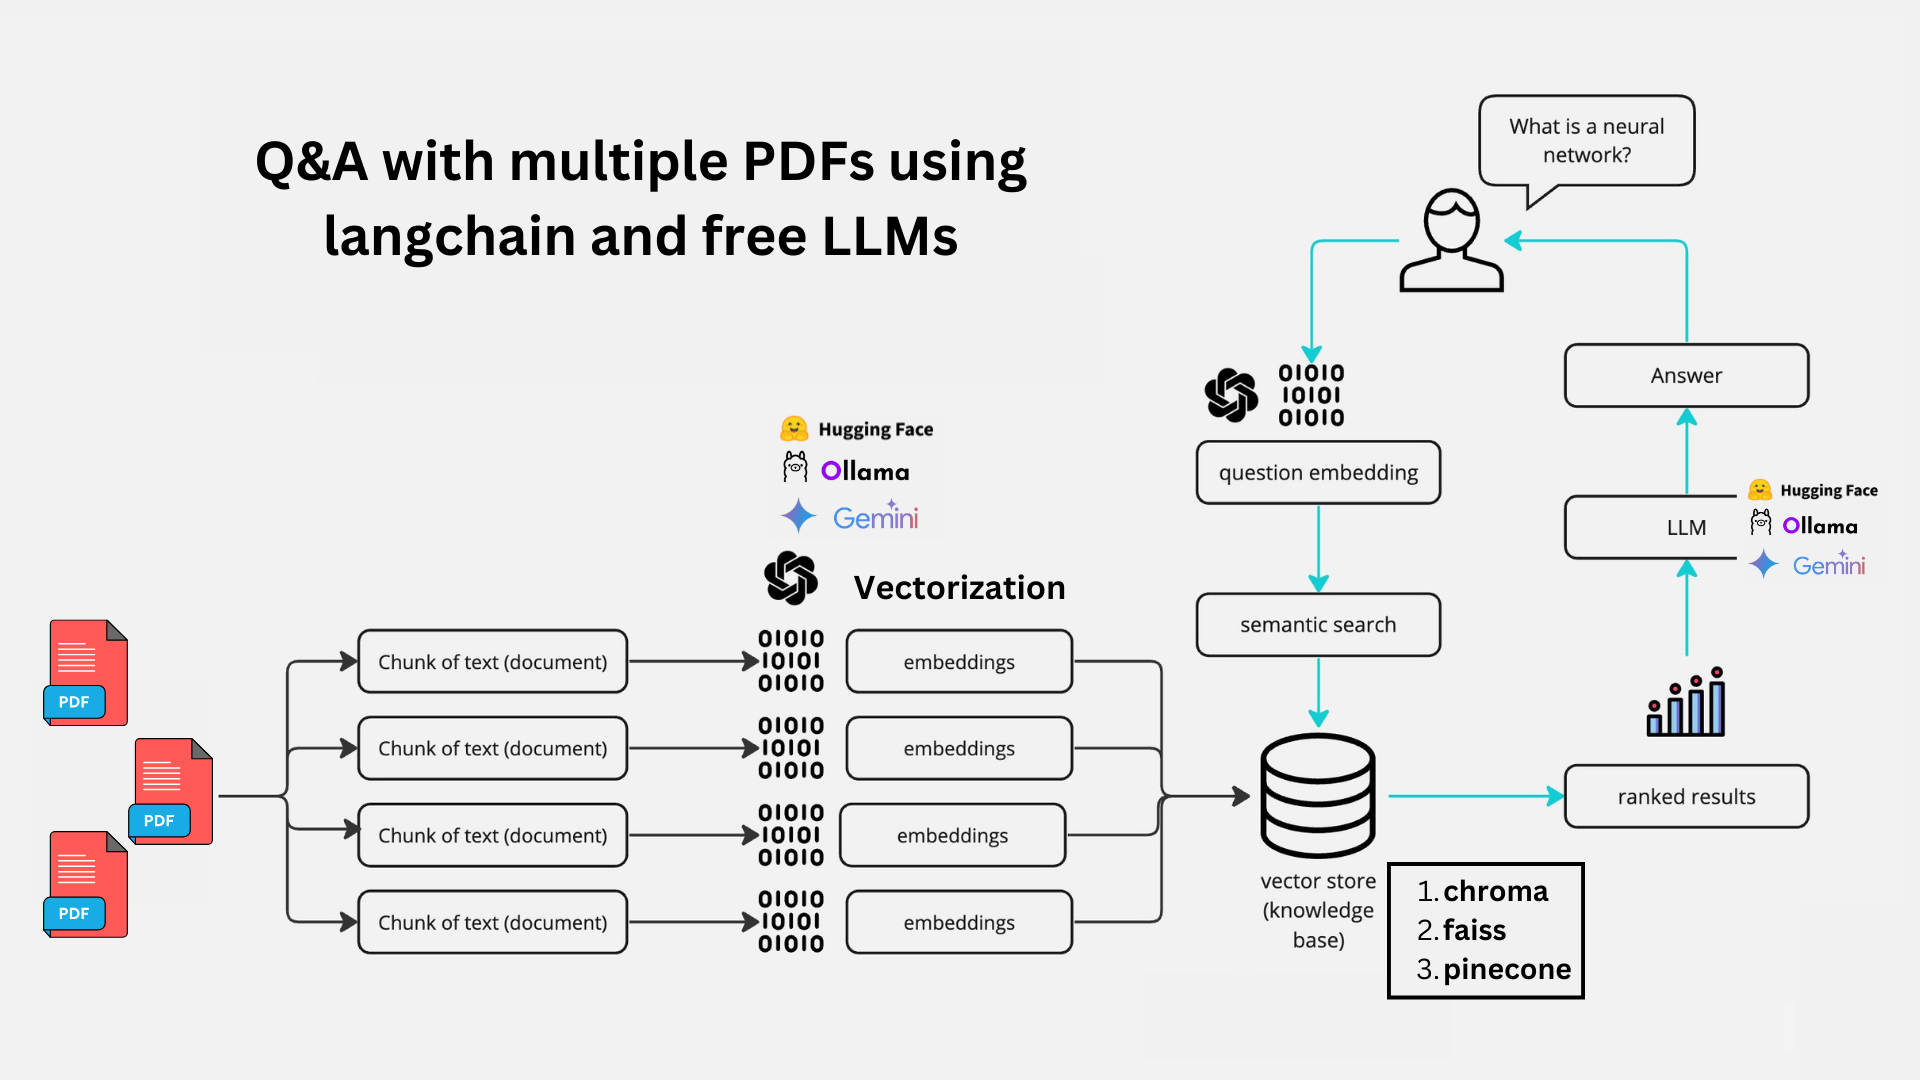 Q&A with multiple PDFs using
langchain and free LLMs
What is a neural
network?
Answer
LLM
Hugging Face
Ollama
Gemini
01010
10101
01010
question embedding
semantic search
Hugging Face
Ollama
Gemini
Vectorization
PDF
PDF
PDF
Chunk of text (document)
01010
10101
01010
embeddings
Chunk of text (document)
01010
10101
01010
embeddings
Chunk of text (document)
01010
10101
01010
embeddings
Chunk of text (document)
01010
10101
01010
embeddings
vector store
(knowledge
base)
ranked results
1. chroma
2. faiss
3. pinecone